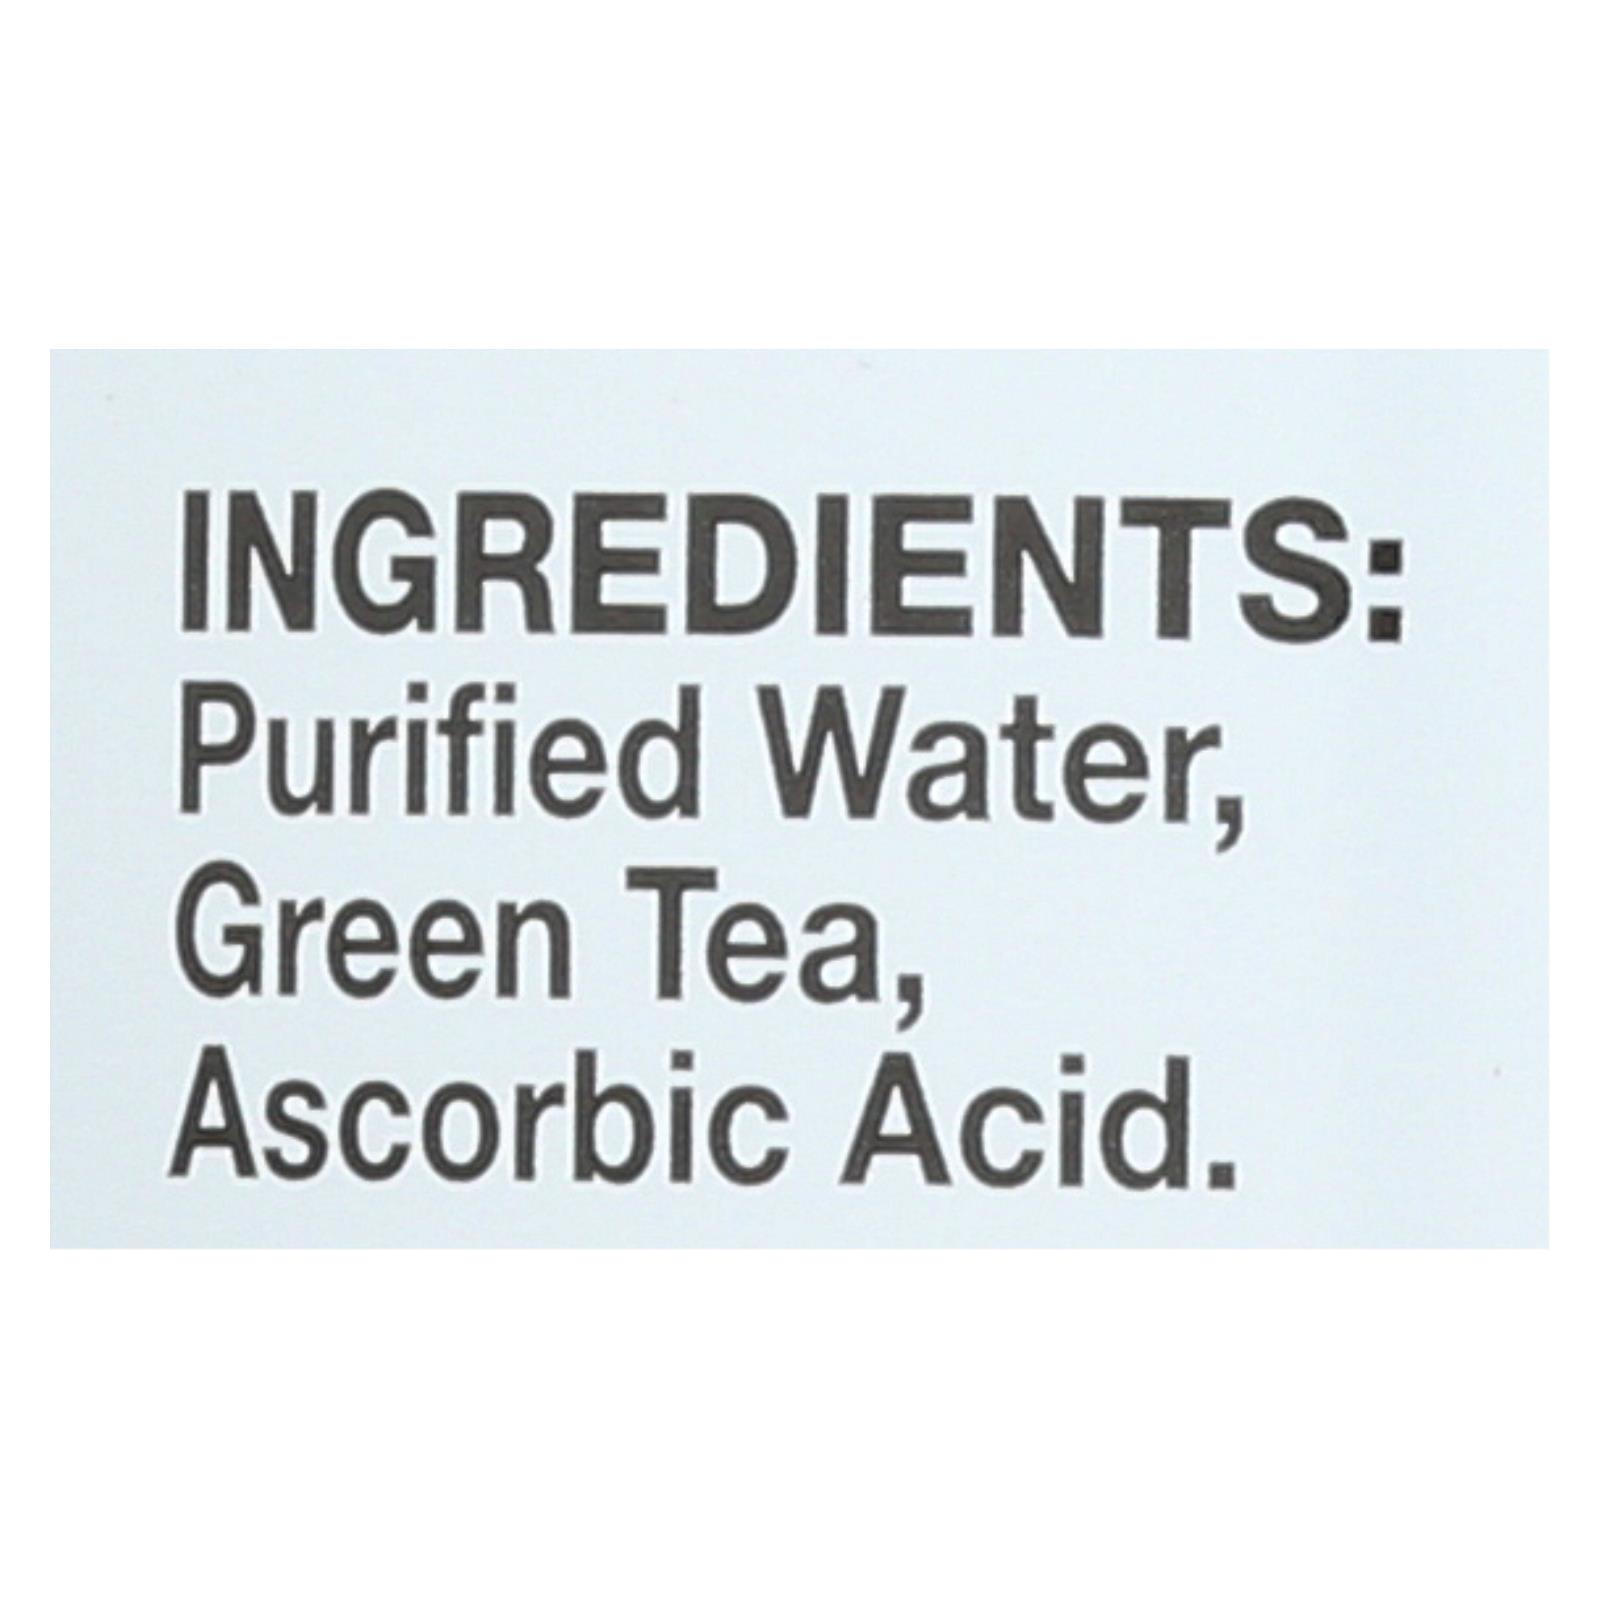 INGREDIENTS:
Purified Water,
Green Tea,
Ascorbic Acid.